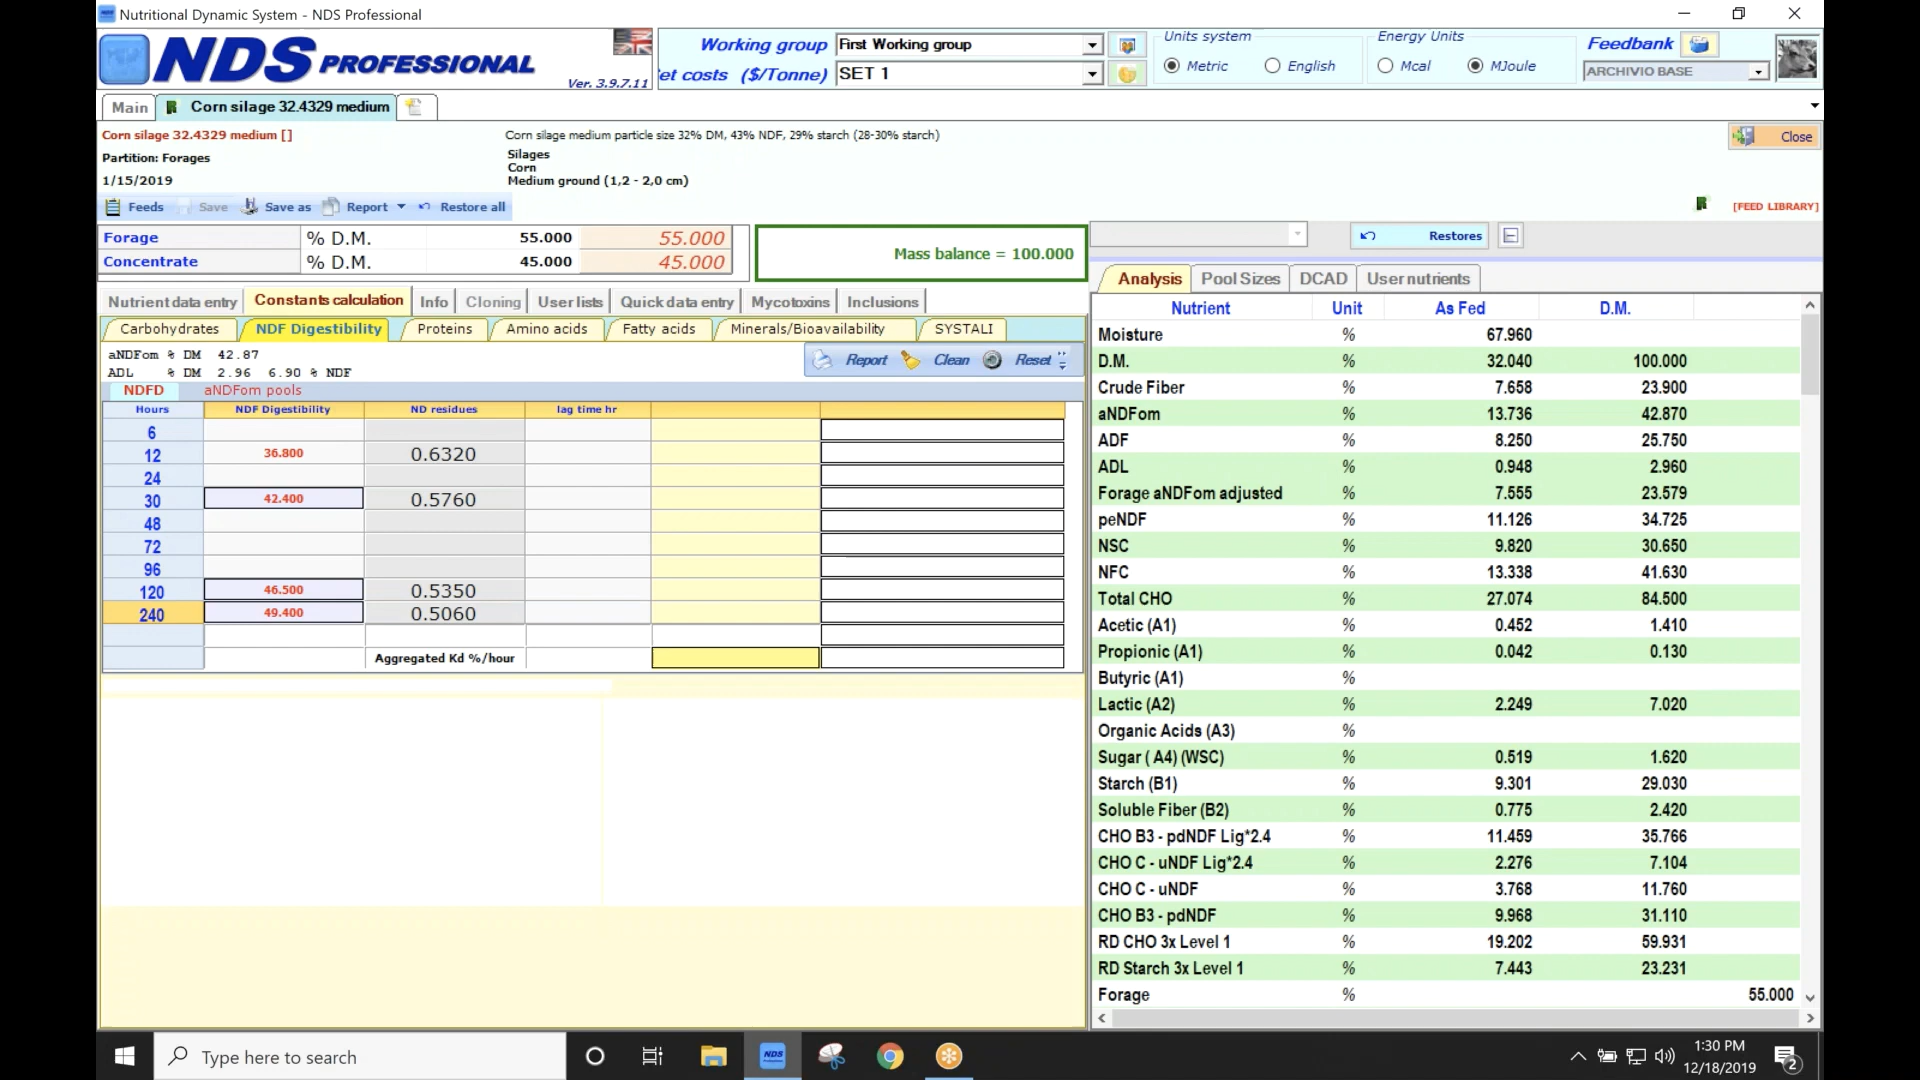 Nutritional Dynamic System - NDS Professional
NDS PROFESSIONAL
Ver. 3.9.7.11
Working group First Working group
et costs ($/Tonne) SET 1
Units system
Metric English
Energy Units
Mcal MJoule
Feedbank
ARCHIVIO BASE
Main Corn silage 32.4329 medium
Corn silage 32.4329 medium []
Partition: Forages
1/15/2019
Corn silage medium particle size 32% DM, 43% NDF, 29% starch (28-30% starch)
Silages
Corn
Medium ground (1,2 - 2,0 cm)
Close
Feeds Save Save as Report Restore all
[FEED LIBRARY]
Forage % D.M. 55.000 55.000
Concentrate % D.M. 45.000 45.000
Mass balance = 100.000
Restores
Nutrient data entry Constants calculation Info Cloning User lists Quick data entry Mycotoxins Inclusions
Carbohydrates NDF Digestibility Proteins Amino acids Fatty acids Minerals/Bioavailability SYSTALI
aNDFom % DM 42.87
ADL % DM 2.96 6.90 % NDF
Report Clean Reset
NDFD aNDFom pools
Hours NDF Digestibility ND residues lag time hr
6
12 36.800 0.6320
24
30 42.400 0.5760
48
72
96
120 46.500 0.5350
240 49.400 0.5060
Aggregated Kd %/hour
Analysis Pool Sizes DCAD User nutrients
Nutrient Unit As Fed D.M.
Moisture % 67.960
D.M. % 32.040 100.000
Crude Fiber % 7.658 23.900
aNDFom % 13.736 42.870
ADF % 8.250 25.750
ADL % 0.948 2.960
Forage aNDFom adjusted % 7.555 23.579
peNDF % 11.126 34.725
NSC % 9.820 30.650
NFC % 13.338 41.630
Total CHO % 27.074 84.500
Acetic (A1) % 0.452 1.410
Propionic (A1) % 0.042 0.130
Butyric (A1) %
Lactic (A2) % 2.249 7.020
Organic Acids (A3) %
Sugar ( A4) (WSC) % 0.519 1.620
Starch (B1) % 9.301 29.030
Soluble Fiber (B2) % 0.775 2.420
CHO B3 - pdNDF Lig*2.4 % 11.459 35.766
CHO C - uNDF Lig*2.4 % 2.276 7.104
CHO C - uNDF % 3.768 11.760
CHO B3 - pdNDF % 9.968 31.110
RD CHO 3x Level 1 % 19.202 59.931
RD Starch 3x Level 1 % 7.443 23.231
Forage % 55.000
Type here to search
NDS
1:30 PM
12/18/2019
2